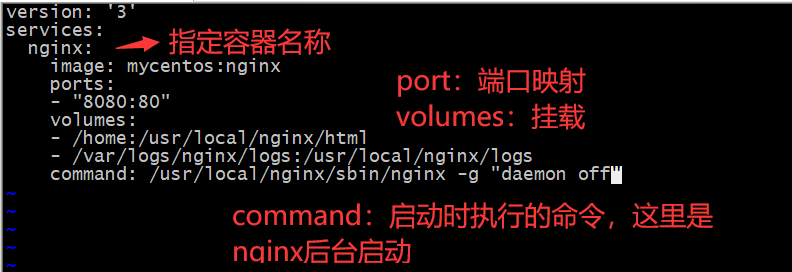 version: '3'
services:
  nginx:
指定容器名称
    image: mycentos:nginx
    ports:
    - "8080:80"
    volumes:
    - /home:/usr/local/nginx/html
    - /var/logs/nginx/logs:/usr/local/nginx/logs
    command: /usr/local/nginx/sbin/nginx -g "daemon off"
port：端口映射
volumes：挂载
~
~
~
~
~
command：启动时执行的命令，这里是
nginx后台启动